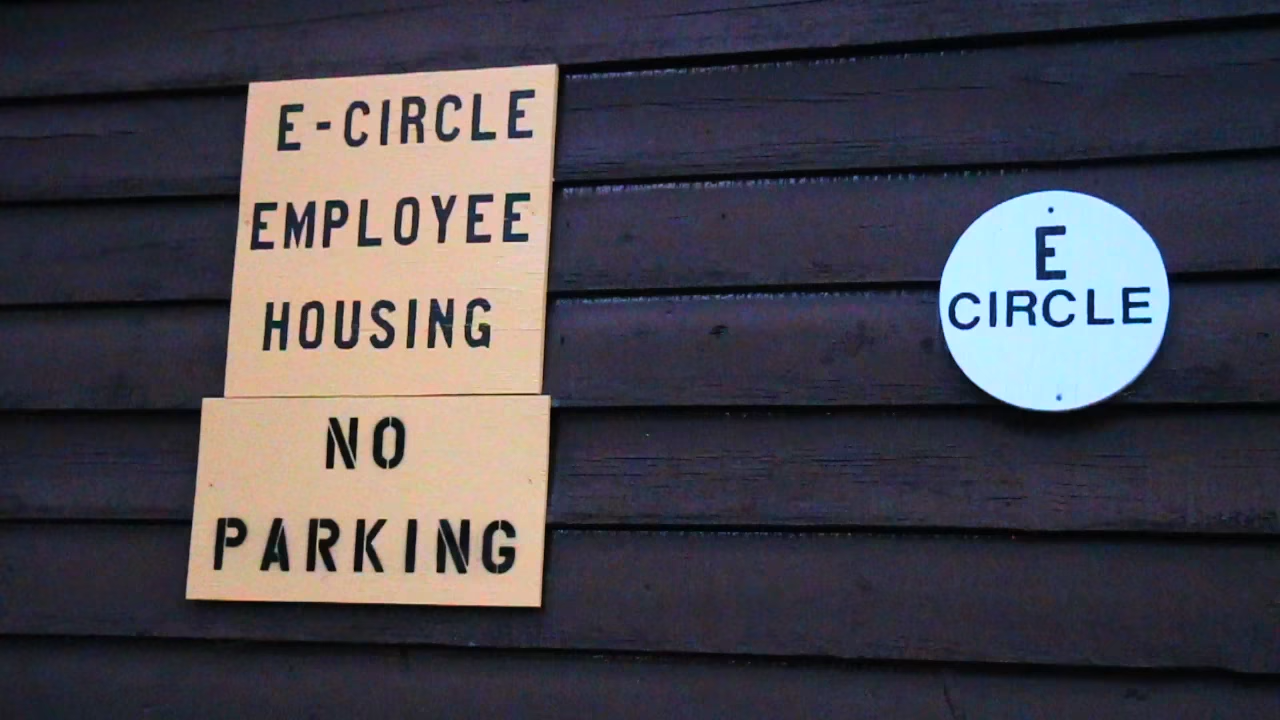 E-CIRCLE
EMPLOYEE
HOUSING
NO
PARKING
E
CIRCLE